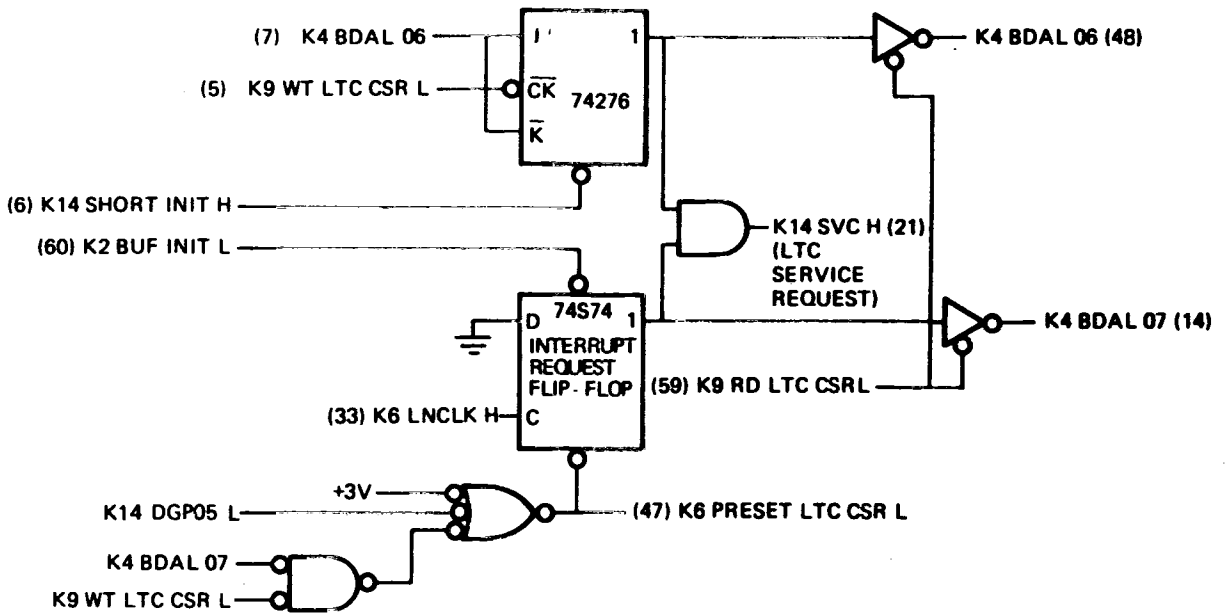 (7) K4 BDAL 06
J
1
K4 BDAL 06 (48)
(5) K9 WT LTC CSR L
CK
74276
K
(6) K14 SHORT INIT H
(60) K2 BUF INIT L
K14 SVC H (21)
(LTC
SERVICE
REQUEST)
74S74
D
1
K4 BDAL 07 (14)
INTERRUPT
REQUEST
FLIP-FLOP
(59) K9 RD LTC CSRL
(33) K6 LNCLK H
C
+3V
K14 DGP05 L
(47) K6 PRESET LTC CSR L
K4 BDAL 07
K9 WT LTC CSR L